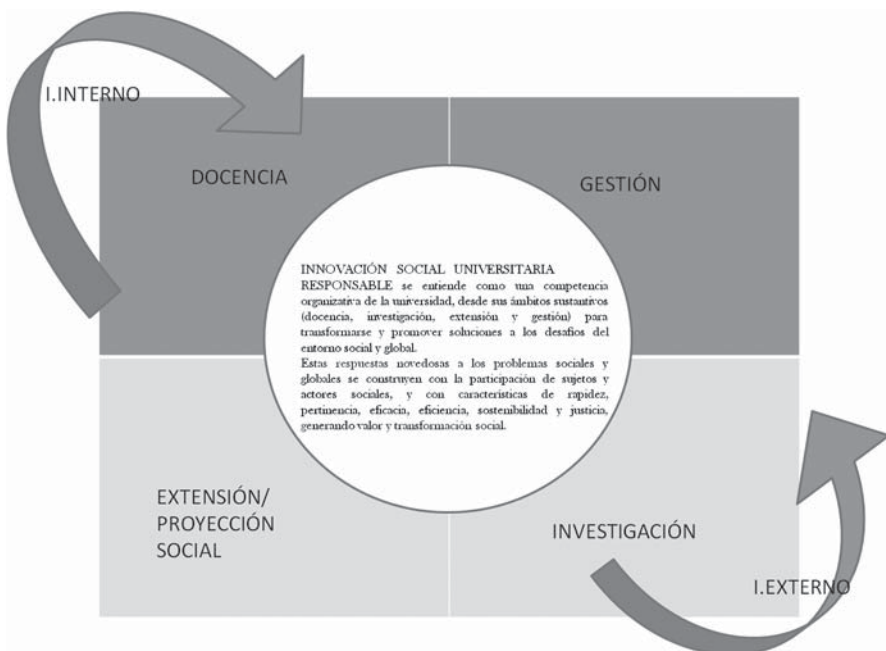 I.INTERNO
DOCENCIA
GESTIÓN
INNOVACIÓN SOCIAL UNIVERSITARIA
RESPONSABLE se entiende como una competencia
organizativa de la universidad, desde sus ámbitos sustantivos
(docencia, investigación, extensión y gestión) para
transformarse y promover soluciones a los desafíos del
entorno social y global.
Estas respuestas novedosas a los problemas sociales y
globales se construyen con la participación de sujetos y
actores sociales, y con características de rapidez,
pertinencia, eficacia, eficiencia, sostenibilidad y justicia,
generando valor y transformación social.
EXTENSIÓN/
PROYECCIÓN
SOCIAL
INVESTIGACIÓN
I.EXTERNO